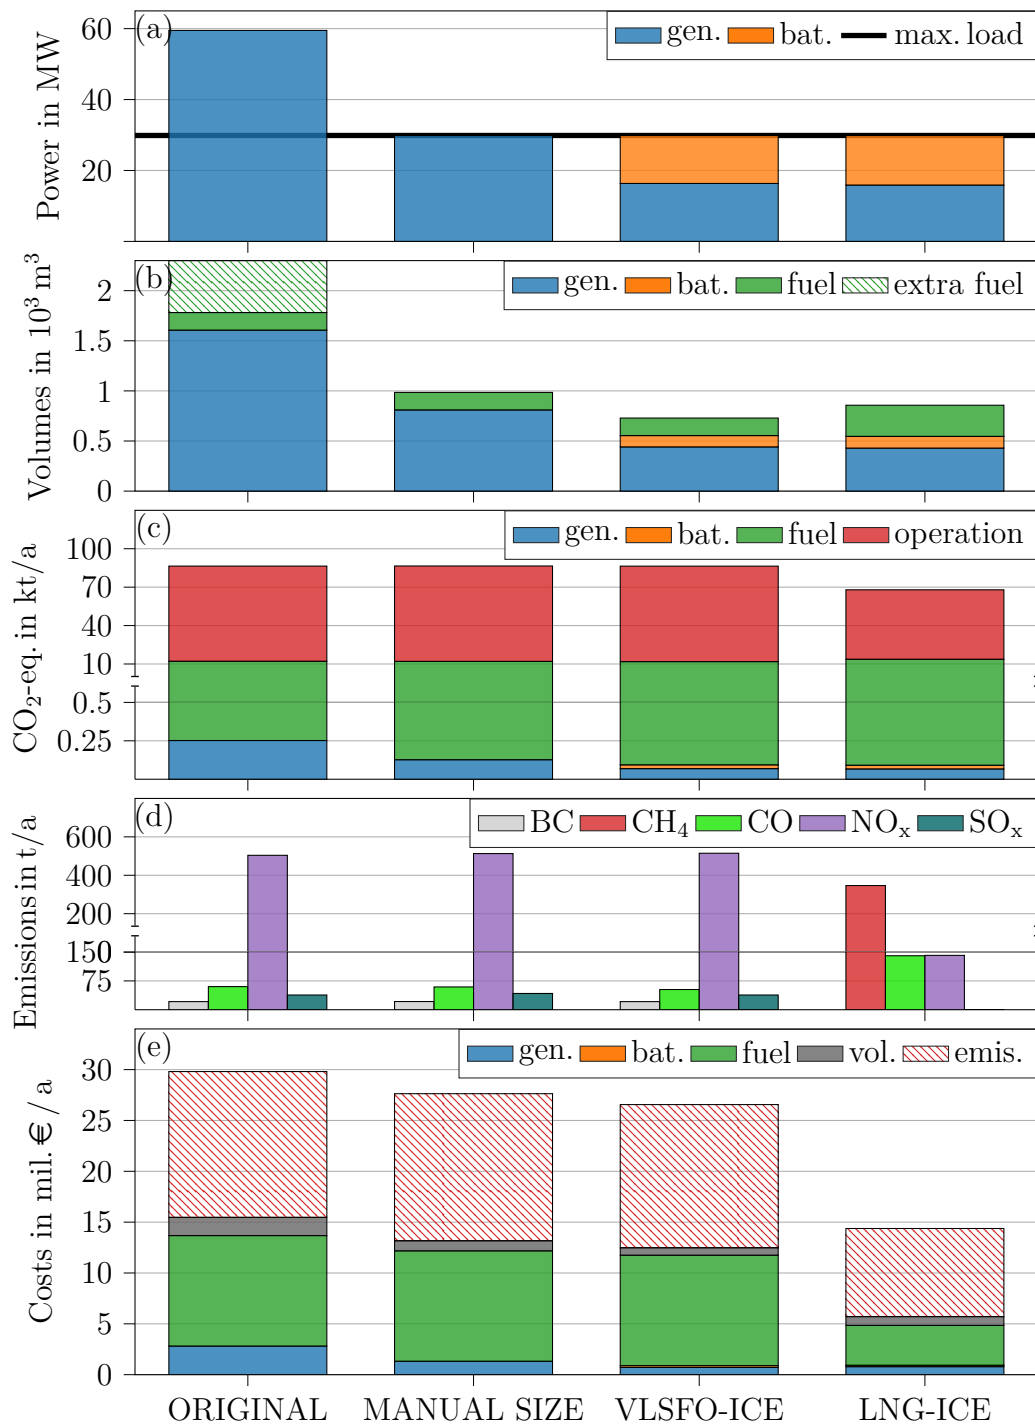 (a)
gen. bat. max. load
Power in MW
60
40
20
(b)
gen. bat. fuel extra fuel
Volumes in 10³ m³
2
1.5
1
0.5
0
(c)
gen. bat. fuel operation
CO₂-eq. in kt/a
100
70
40
10
0.5
0.25
(d)
BC CH₄ CO NOₓ SOₓ
Emissions in t/a
600
400
200
150
75
(e)
gen. bat. fuel vol. emis.
Costs in mil. € / a
30
25
20
15
10
5
0
ORIGINAL MANUAL SIZE VLSFO-ICE LNG-ICE